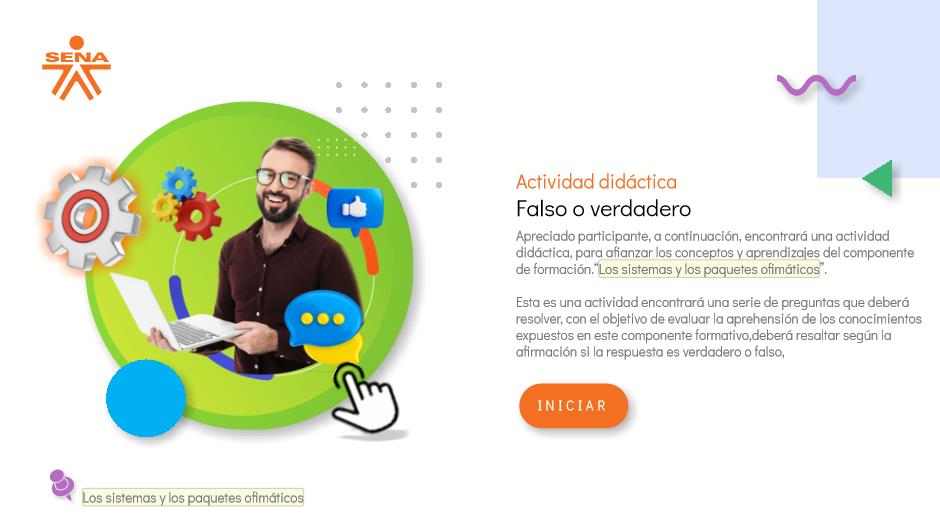 SENA
Actividad didáctica
Falso o verdadero
Apreciado participante, a continuación, encontrará una actividad
didáctica, para afianzar los conceptos y aprendizajes del componente
de formación.“Los sistemas y los paquetes ofimáticos”.
Esta es una actividad encontrará una serie de preguntas que deberá
resolver, con el objetivo de evaluar la aprehensión de los conocimientos
expuestos en este componente formativo,deberá resaltar según la
afirmación si la respuesta es verdadero o falso,
INICIAR
Los sistemas y los paquetes ofimáticos